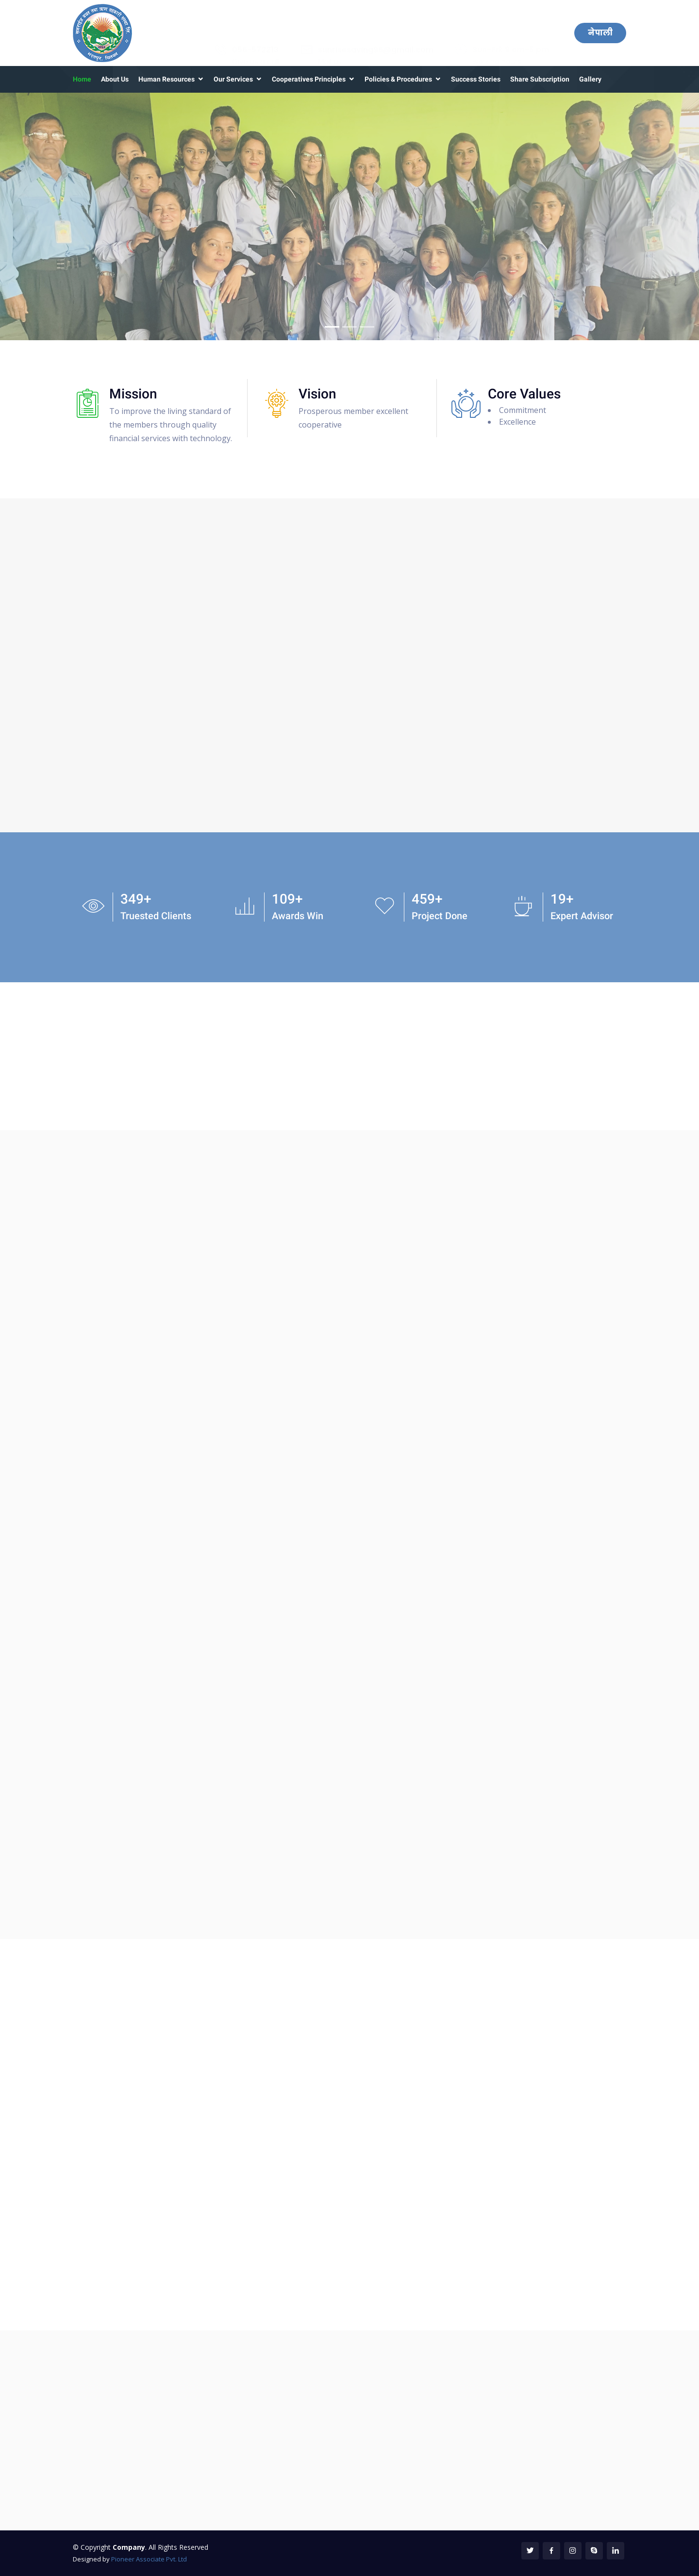 नेपाली
Home About Us Human Resources Our Services Cooperatives Principles Policies & Procedures Success Stories Share Subscription Gallery
Mission
To improve the living standard of
the members through quality
financial services with technology.
Vision
Prosperous member excellent
cooperative
Core Values
Commitment
Excellence
349+
Truested Clients
109+
Awards Win
459+
Project Done
19+
Expert Advisor
© Copyright Company. All Rights Reserved
Designed by Pioneer Associate Pvt. Ltd